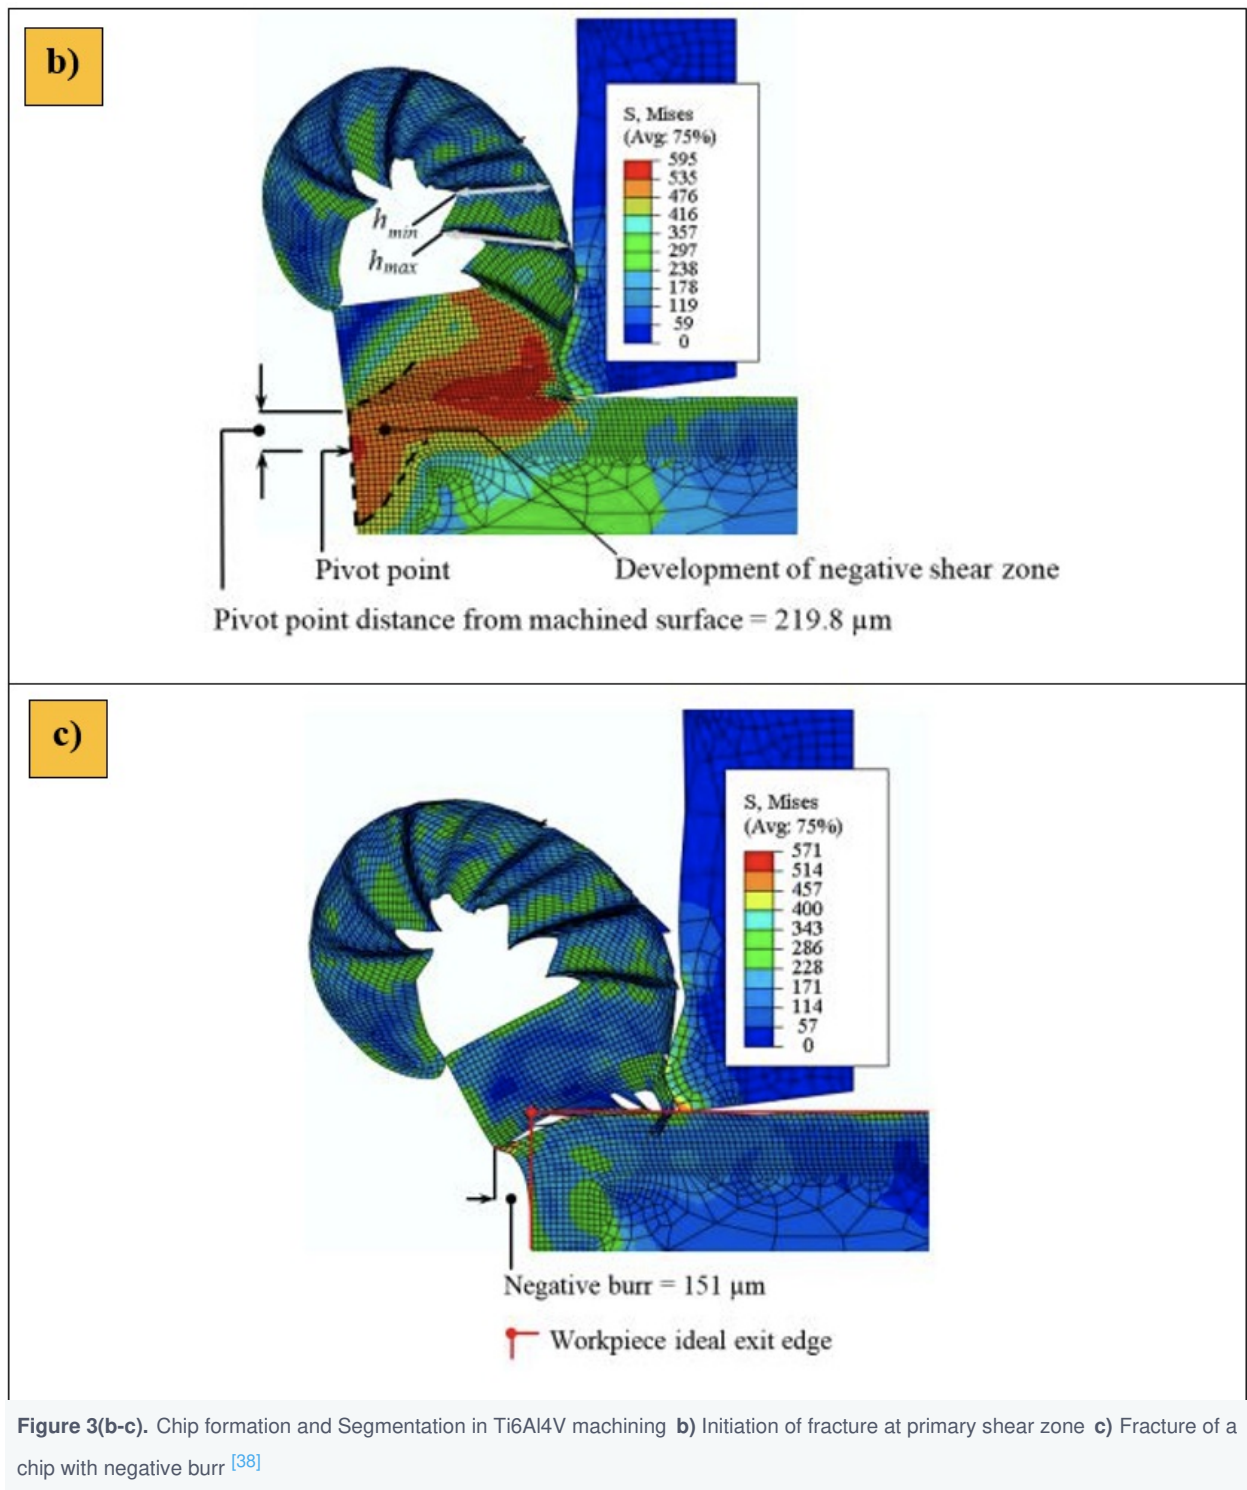 b)
S, Mises
(Avg: 75%)
595
535
476
416
357
297
238
178
119
59
0
hmin
hmax
Pivot point
Development of negative shear zone
Pivot point distance from machined surface = 219.8 µm
c)
S, Mises
(Avg: 75%)
571
514
457
400
343
286
228
171
114
57
0
Negative burr = 151 µm
Workpiece ideal exit edge
Figure 3(b-c). Chip formation and Segmentation in Ti6Al4V machining b) Initiation of fracture at primary shear zone c) Fracture of a
chip with negative burr [38]